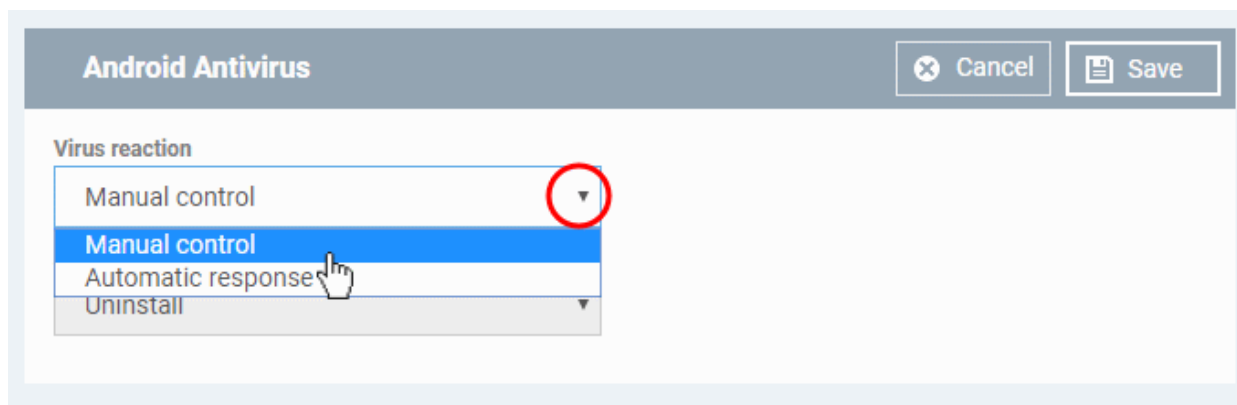 Android Antivirus
Cancel
Save
Virus reaction
Manual control
Manual control
Automatic response
Uninstall